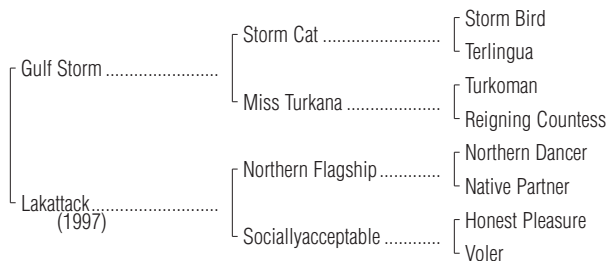 Storm Bird
Storm Cat ..............................
Terlingua
Gulf Storm .............................
Turkoman
Miss Turkana ........................
Reigning Countess
Northern Dancer
Northern Flagship ...............
Native Partner
Lakattack.................................
(1997)
Honest Pleasure
Sociallyacceptable ..............
Voler